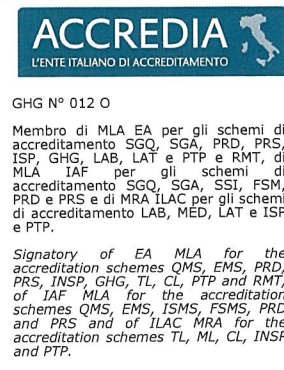 ACCREDIA
L'ENTE ITALIANO DI ACCREDITAMENTO
GHG N° 012 O
Membro di MLA EA per gli schemi di
accreditamento SGQ, SGA, PRD, PRS,
ISP, GHG, LAB, LAT e PTP e RMT, di
MLA IAF per gli schemi di
accreditamento SGQ, SGA, SSI, FSM,
PRD e PRS e di MRA ILAC per gli schemi
di accreditamento LAB, MED, LAT e ISP
e PTP.
Signatory of EA MLA for the
accreditation schemes QMS, EMS, PRD,
PRS, INSP, GHG, TL, CL, PTP and RMT,
of IAF MLA for the accreditation
schemes QMS, EMS, ISMS, FSMS, PRD
and PRS and of ILAC MRA for the
accreditation schemes TL, ML, CL, INSP
and PTP.